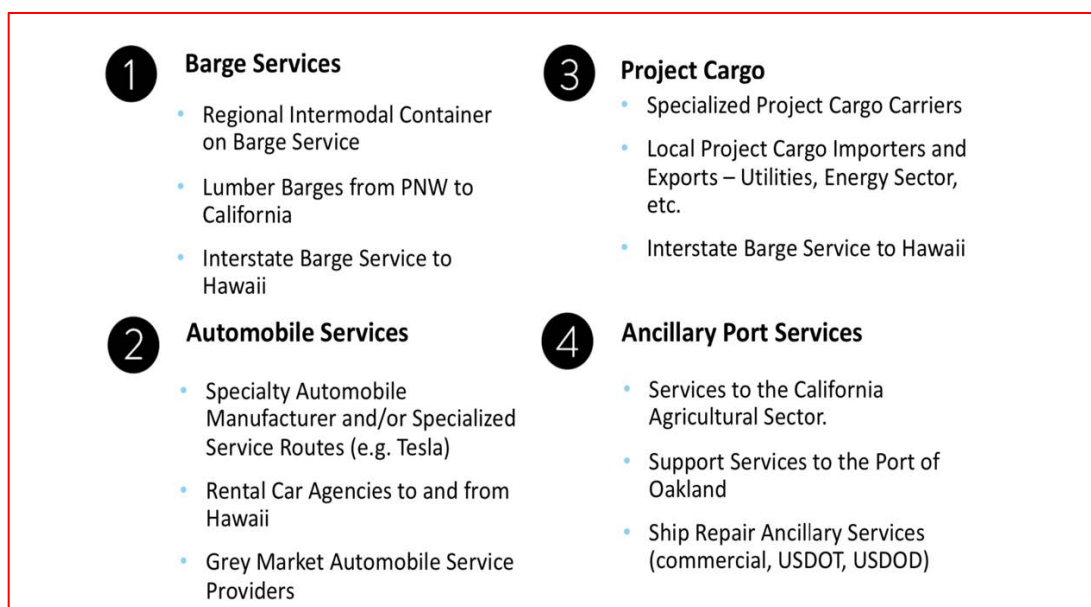 1
Barge Services
• Regional Intermodal Container
on Barge Service
• Lumber Barges from PNW to
California
• Interstate Barge Service to
Hawaii
2
Automobile Services
• Specialty Automobile
Manufacturer and/or Specialized
Service Routes (e.g. Tesla)
• Rental Car Agencies to and from
Hawaii
• Grey Market Automobile Service
Providers
3
Project Cargo
• Specialized Project Cargo Carriers
• Local Project Cargo Importers and
Exports – Utilities, Energy Sector,
etc.
• Interstate Barge Service to Hawaii
4
Ancillary Port Services
• Services to the California
Agricultural Sector.
• Support Services to the Port of
Oakland
• Ship Repair Ancillary Services
(commercial, USDOT, USDOD)